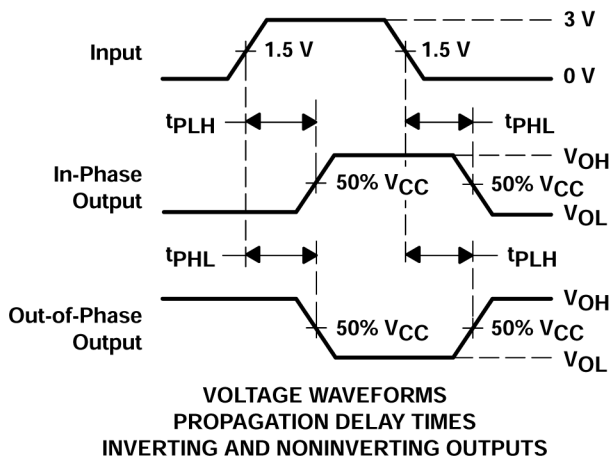 3 V
Input
1.5 V
1.5 V
0 V
tPLH
tPHL
VOH
In-Phase
Output
50% VCC
50% VCC
VOL
tPHL
tPLH
VOH
Out-of-Phase
Output
50% VCC
50% VCC
VOL
VOLTAGE WAVEFORMS
PROPAGATION DELAY TIMES
INVERTING AND NONINVERTING OUTPUTS